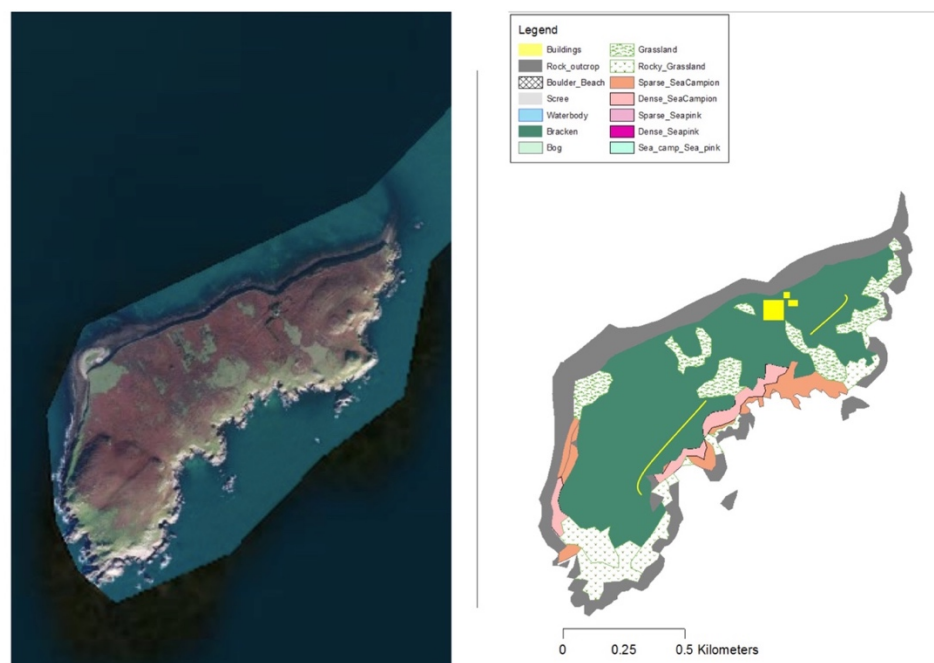 Legend
Buildings
Rock_outcrop
Boulder_Beach
Scree
Waterbody
Bracken
Bog
Grassland
Rocky_Grassland
Sparse_SeaCampion
Dense_SeaCampion
Sparse_Seapink
Dense_Seapink
Sea_camp_Sea_pink
0 0.25 0.5 Kilometers